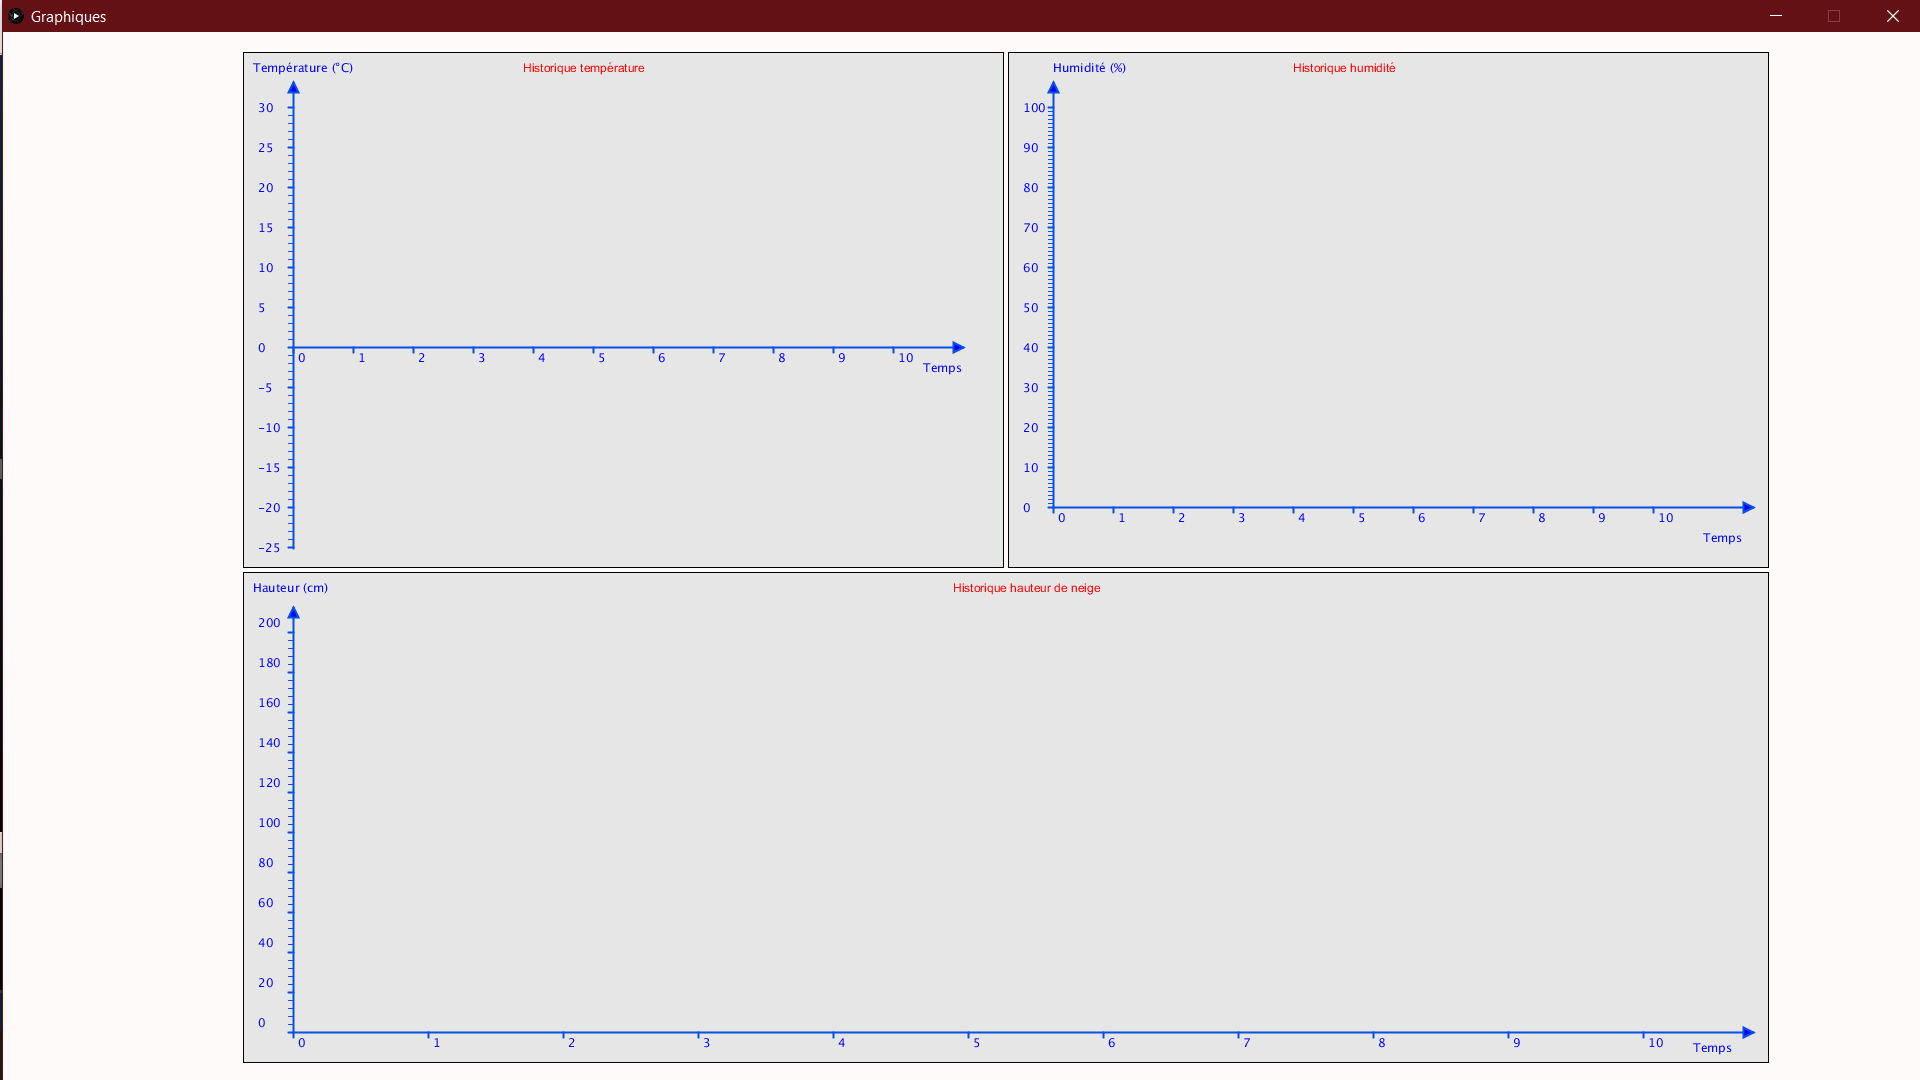 Graphiques
Température (°C)
Historique température
30
25
20
15
10
5
0
0 1 2 3 4 5 6 7 8 9 10
Temps
-5
-10
-15
-20
-25
Humidité (%)
Historique humidité
100
90
80
70
60
50
40
30
20
10
0
0 1 2 3 4 5 6 7 8 9 10
Temps
Hauteur (cm)
Historique hauteur de neige
200
180
160
140
120
100
80
60
40
20
0
0 1 2 3 4 5 6 7 8 9 10
Temps